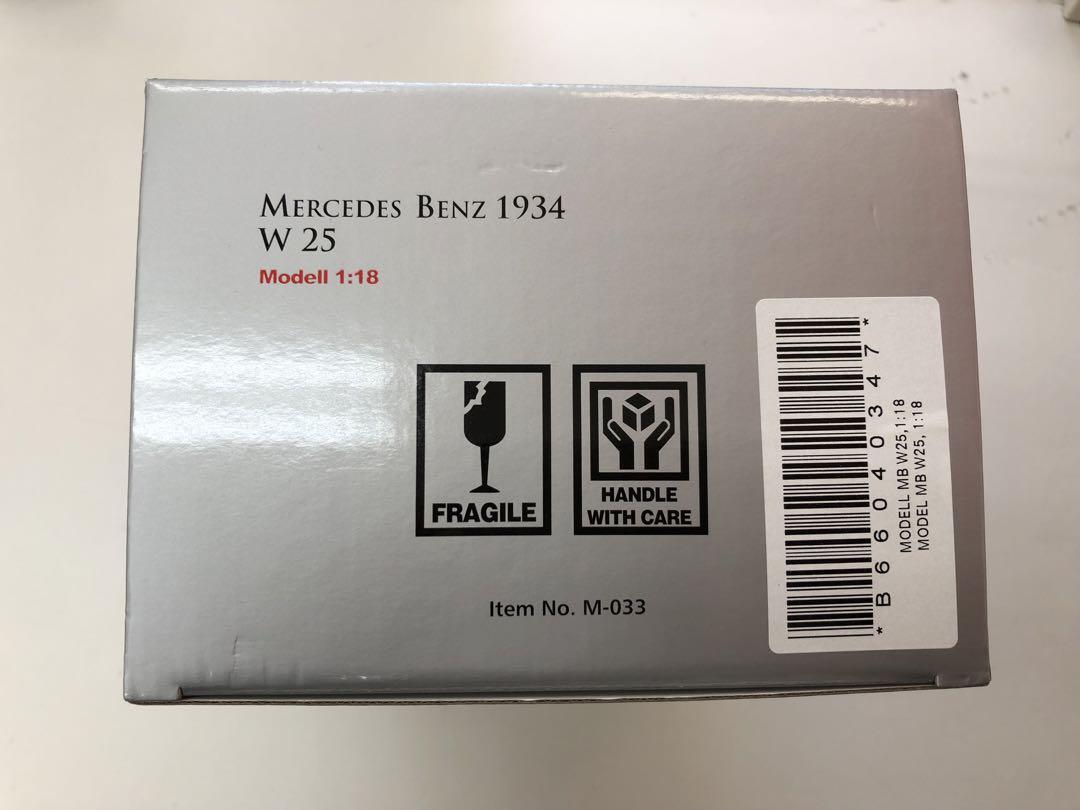 MERCEDES BENZ 1934
W 25
Modell 1:18
FRAGILE
HANDLE
WITH CARE
Item No. M-033
*B66040347*
MODELL MB W25,1:18
MODEL MB W25, 1:18